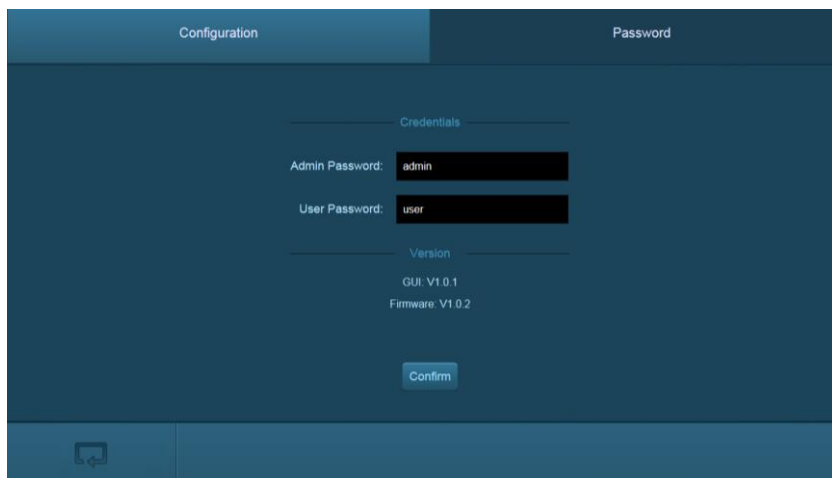 Configuration
Password
Credentials
Admin Password: admin
User Password: user
Version
GUI: V1.0.1
Firmware: V1.0.2
Confirm